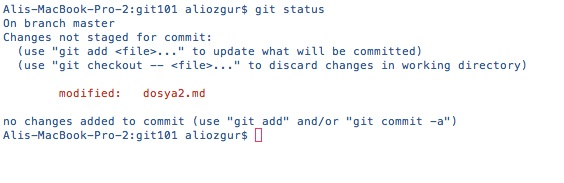 Alis-MacBook-Pro-2:git101 aliozgur$ git status
On branch master
Changes not staged for commit:
  (use "git add <file>..." to update what will be committed)
  (use "git checkout -- <file>..." to discard changes in working directory)
        modified:   dosya2.md
no changes added to commit (use "git add" and/or "git commit -a")
Alis-MacBook-Pro-2:git101 aliozgur$